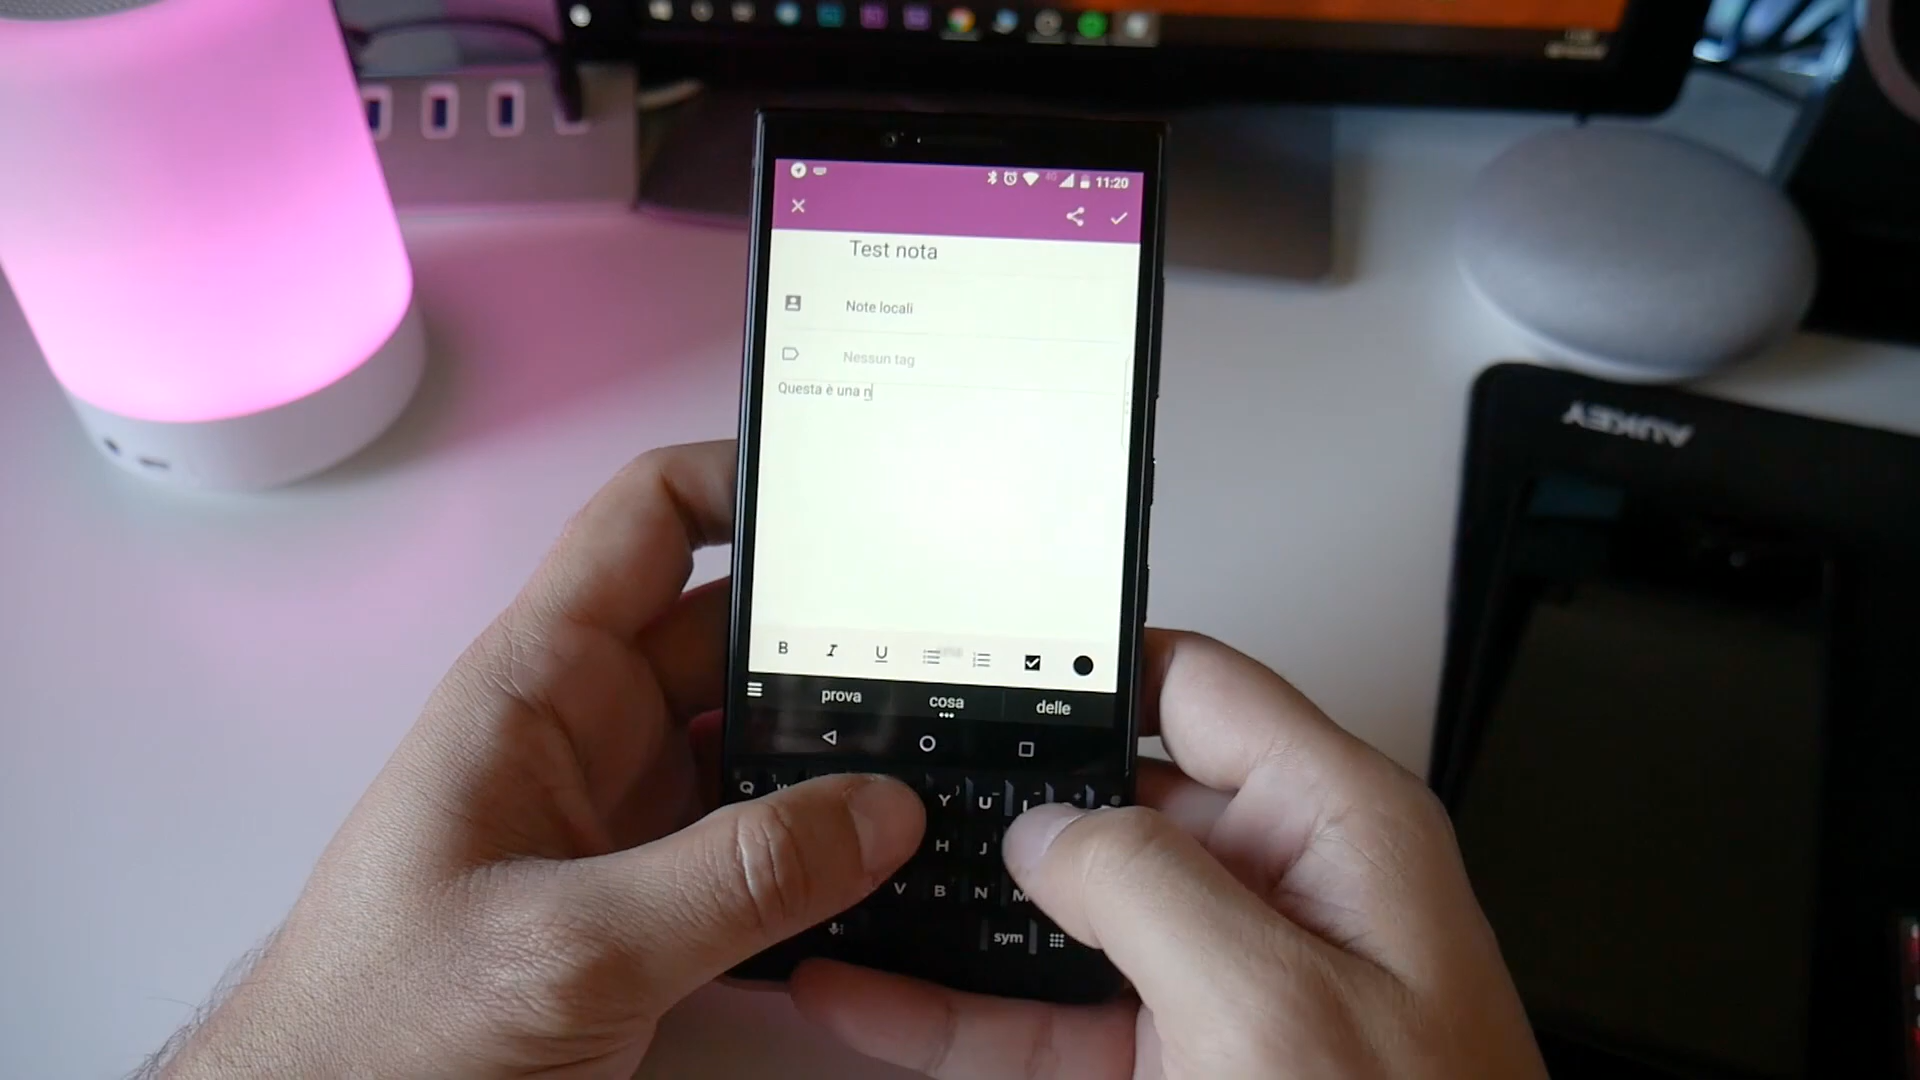 11:20
Test nota
Note locali
Nessun tag
Questa è una n
B I U
prova cosa delle
Q Y U
H J
V B N M
sym
AUKEY